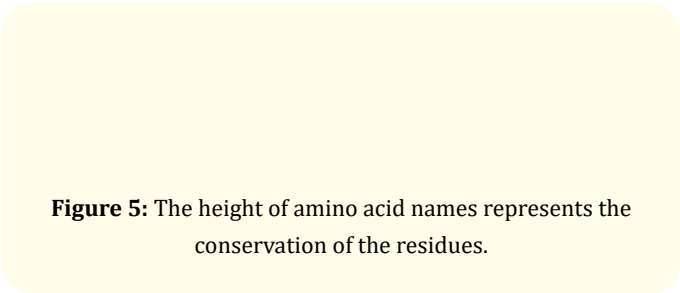 Figure 5: The height of amino acid names represents the
conservation of the residues.